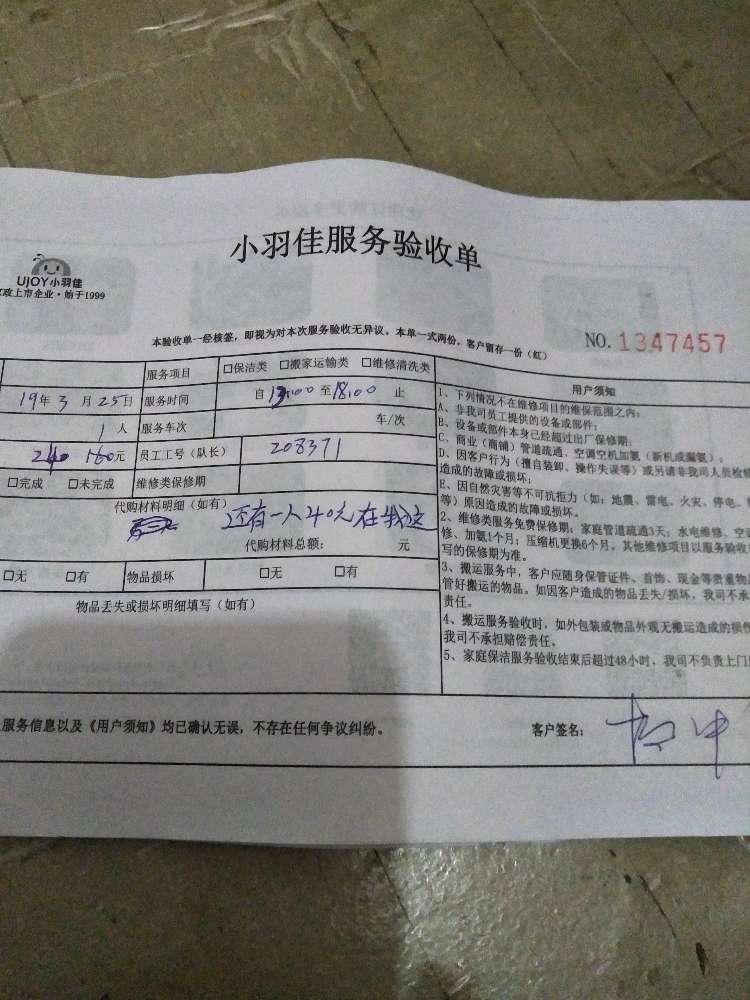 小羽佳服务验收单
UJOY小羽佳
家政上市企业·始于1999
本验收单一经核签，即视为对本次服务验收无异议。本单一式两份，客户留存一份（红）
NO. 1347457
服务项目 □保洁类 □搬家运输类 □维修清洗类
19年3月25日 服务时间 自13:00至18:00止
1人 服务车次 车/次
160元 员工工号（队长） 208371
□完成 □未完成 维修类保修期
代购材料明细（如有）
还有一人40元在
代购材料总额： 元
□无 □有 物品损坏 □无 □有
物品丢失或损坏明细填写（如有）
用户须知
1、下列情况不在维修项目的维保范围之内：
A、非我司员工提供的设备或部件；
B、设备或部件本身已经超过出厂保修期；
C、商业（商铺）管道疏通、空调空机加氨（新机或漏氨）；
D、因客户行为（擅自装卸、操作失误等）或另请非我司人员检修
造成的故障或损坏；
E、因自然灾害等不可抗拒力（如：地震、雷电、火灾、停电、
等）原因造成的故障或损坏。
2、维修类服务免费保修期：家庭管道疏通3天；水电维修、空
修、加氨1个月；压缩机更换6个月，其他维修项目以服务验收
写的保修期为准。
3、搬运服务中，客户应随身保管证件、首饰、现金等贵重物
管好搬运的物品。如因客户造成的物品丢失/损坏，我司不承
责任。
4、搬运服务验收时，如外包装或物品外观无搬运造成的损
我司不承担赔偿责任。
5、家庭保洁服务验收结束后超过48小时，我司不负责上门
服务信息以及《用户须知》均已确认无误，不存在任何争议纠纷。
客户签名：